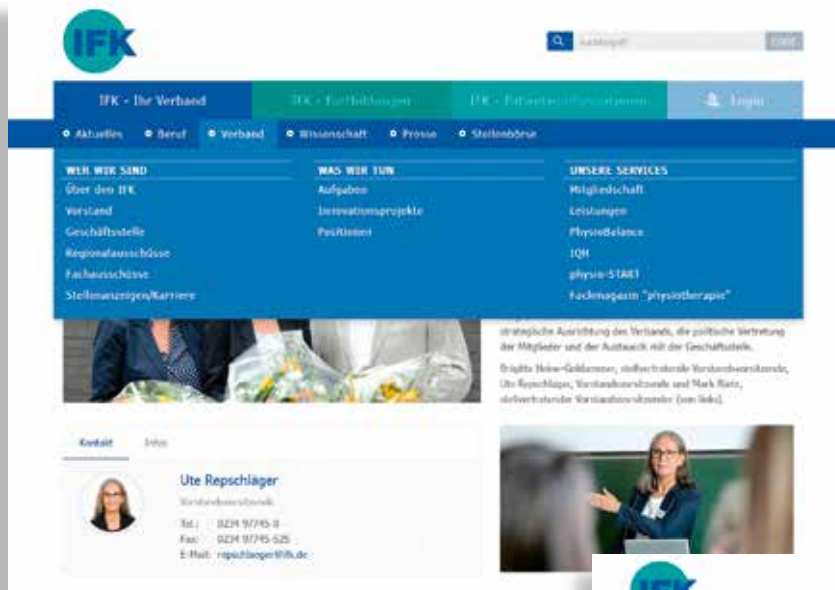 IFK
Suchbegriff
IFK - Ihr Verband
IFK - Fortbildungen
IFK - Patienteninformationen
Login
Aktuelles
Beruf
Verband
Wissenschaft
Presse
Stellenbörse
WER WIR SIND
Über den IFK
Vorstand
Geschäftsstelle
Regionalausschüsse
Fachausschüsse
Stellenanzeigen/Karriere
WAS WIR TUN
Aufgaben
Innovationsprojekte
Positionen
UNSERE SERVICES
Mitgliedschaft
Leistungen
PhysioBalance
IQH
physio-START
Fachmagazin "physiotherapie"
strategische Ausrichtung des Verbands, die politische Vertretung
der Mitglieder und der Austausch mit der Geschäftsstelle.
Brigitte Heine-Goldammer, stellvertretende Vorstandsvorsitzende,
Ute Repschläger, Vorstandsvorsitzende und Mark Rietz,
stellvertretender Vorstandsvorsitzender (von links).
Kontakt
Infos
Ute Repschläger
Vorstandsvorsitzende
Tel.: 0234 97745-0
Fax: 0234 97745-525
E-Mail: repschlaeger@ifk.de
IFK